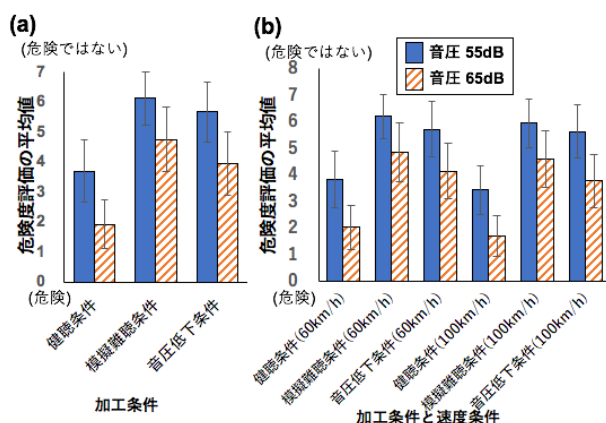 (a)
(危険ではない)
危険度評価の平均値
7
6
5
4
3
2
1
0
(危険)
健聴条件
模擬難聴条件
音圧低下条件
加工条件
(b)
(危険ではない)
音圧 55dB
音圧 65dB
危険度評価の平均値
8
7
6
5
4
3
2
1
0
(危険)
健聴条件(60km/h)
模擬難聴条件(60km/h)
音圧低下条件(60km/h)
健聴条件(100km/h)
模擬難聴条件(100km/h)
音圧低下条件(100km/h)
加工条件と速度条件